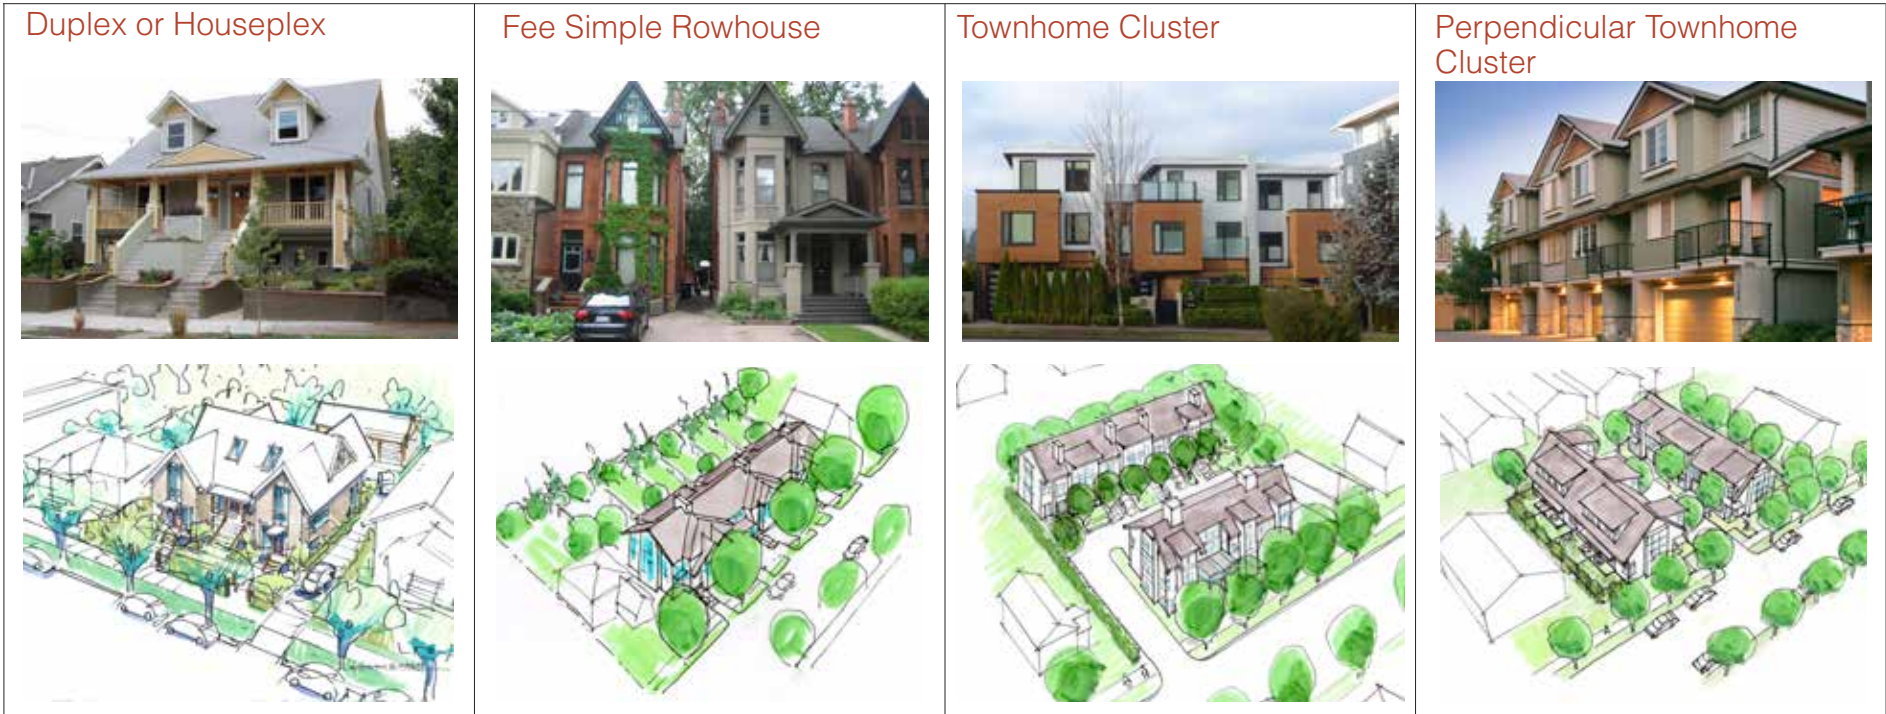 Duplex or Houseplex
Fee Simple Rowhouse
Townhome Cluster
Perpendicular Townhome
Cluster